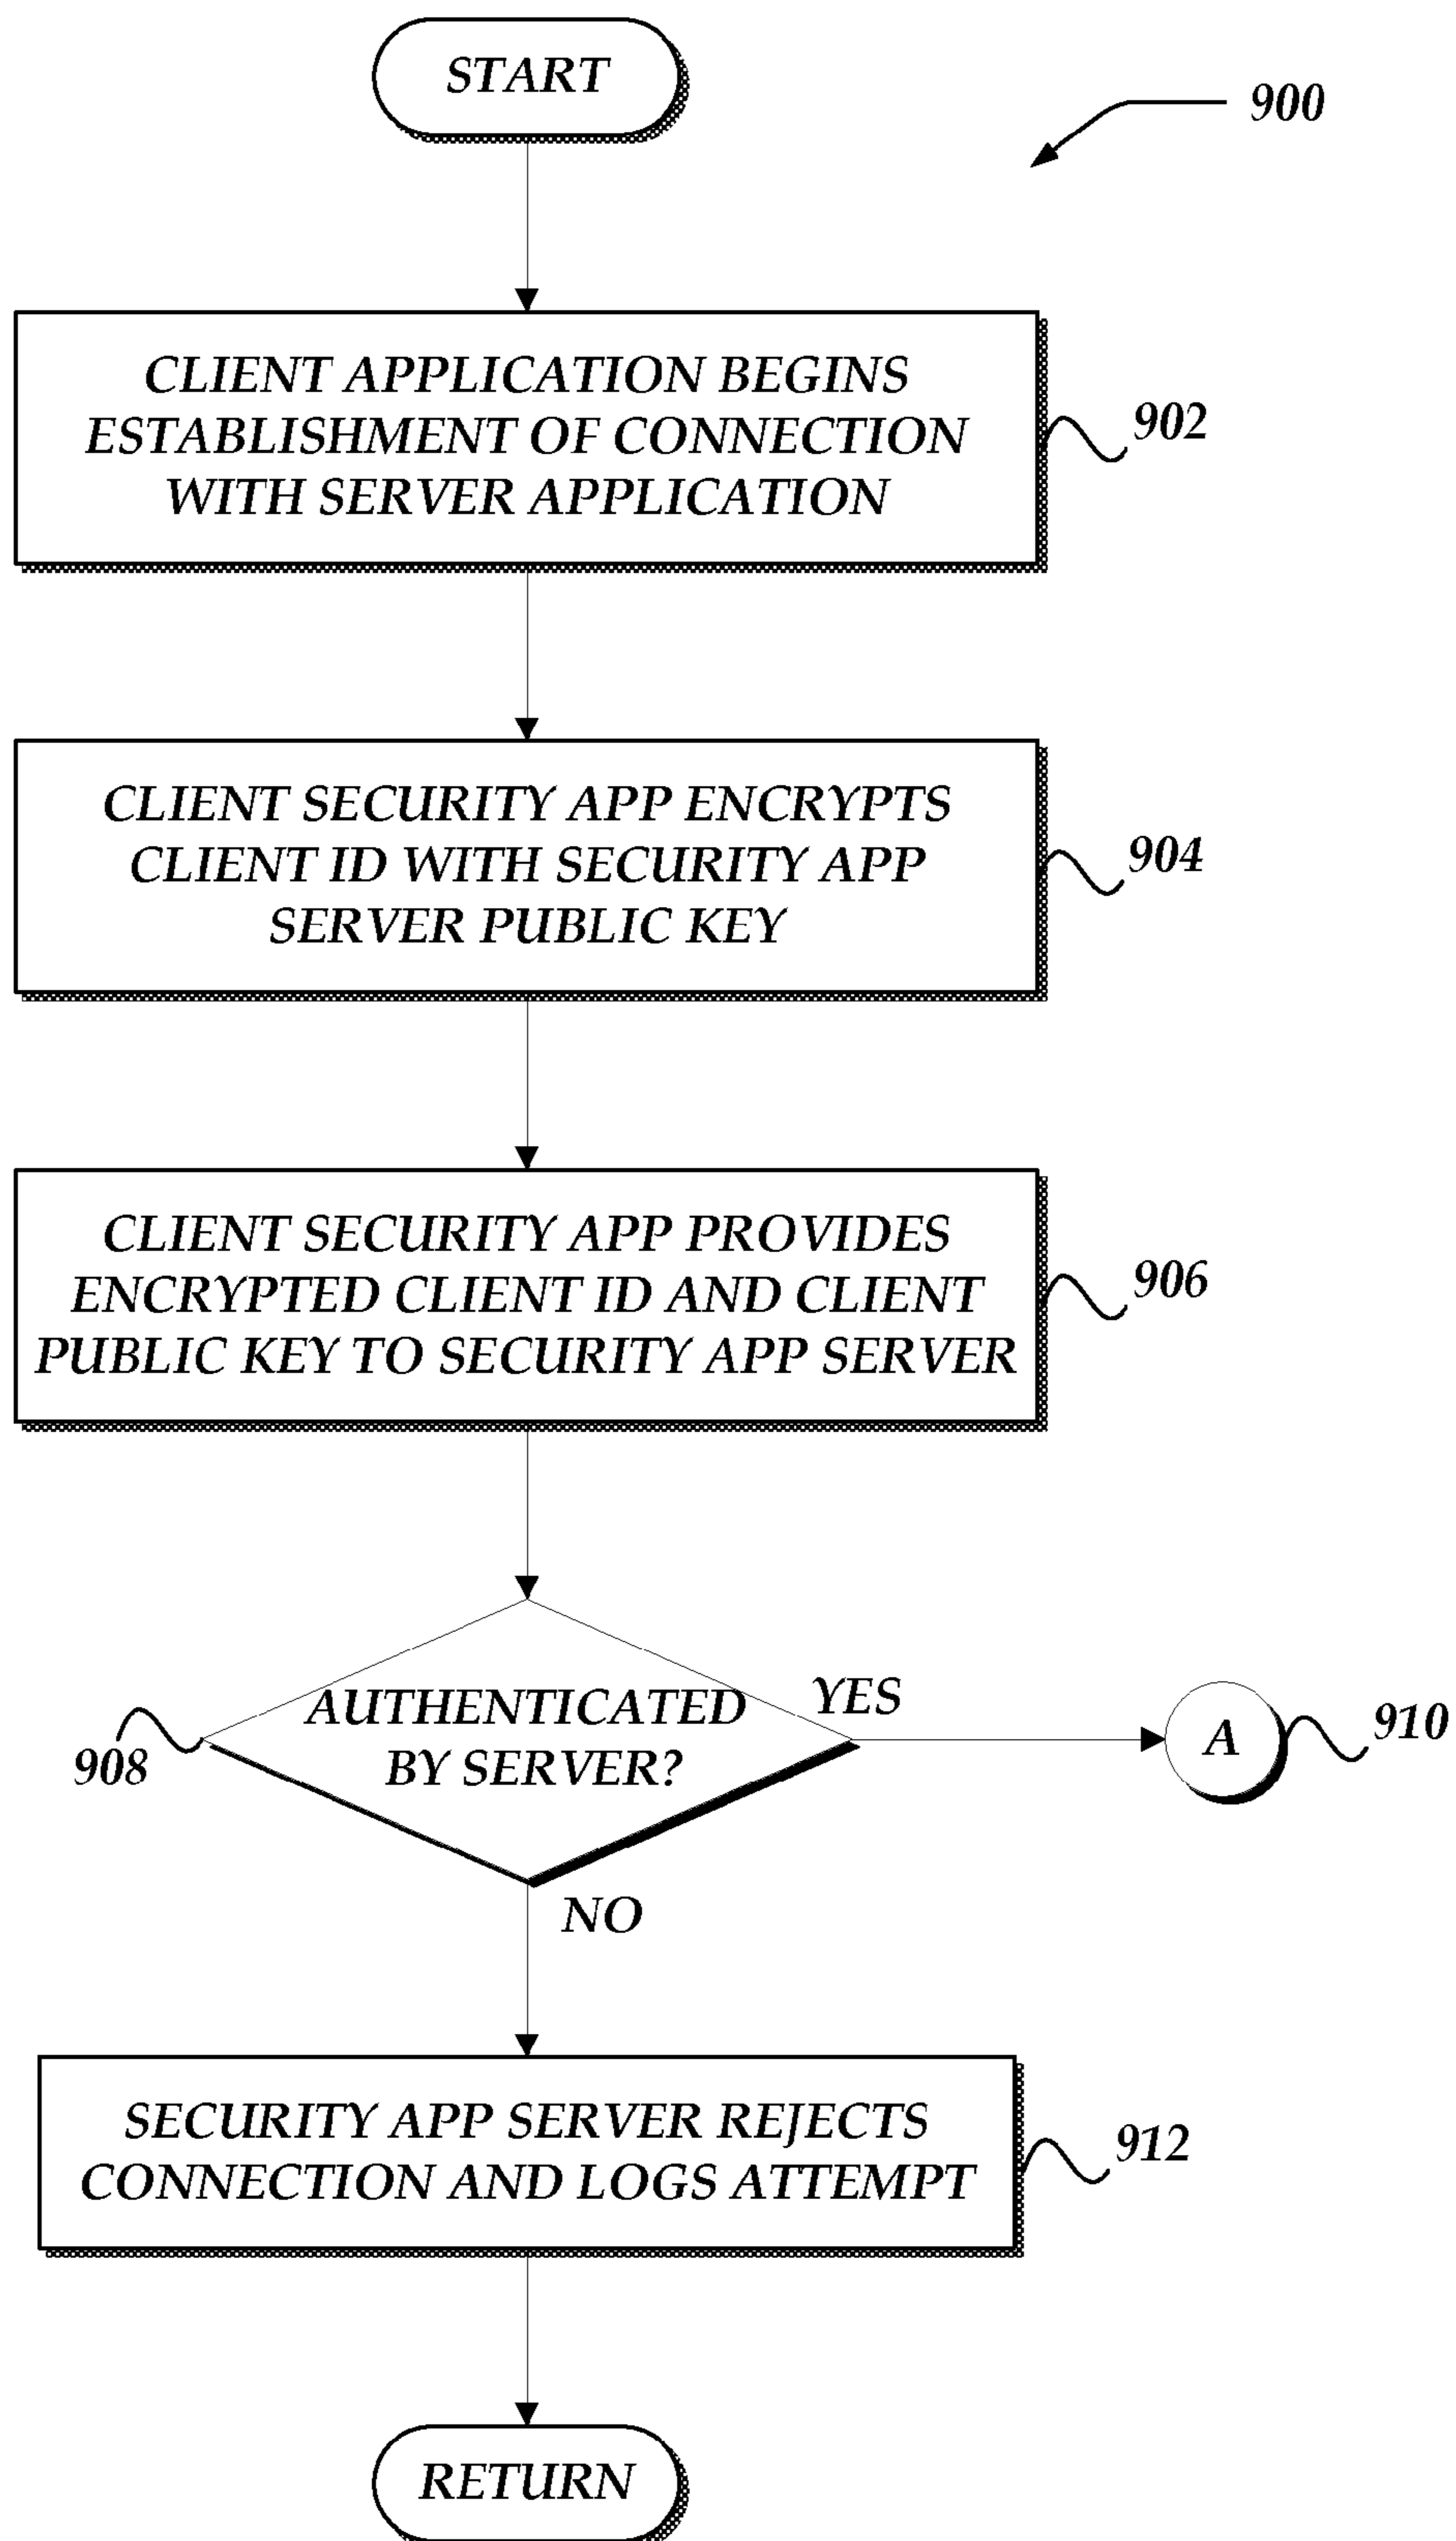 START
900
CLIENT APPLICATION BEGINS
ESTABLISHMENT OF CONNECTION
WITH SERVER APPLICATION
902
CLIENT SECURITY APP ENCRYPTS
CLIENT ID WITH SECURITY APP
SERVER PUBLIC KEY
904
CLIENT SECURITY APP PROVIDES
ENCRYPTED CLIENT ID AND CLIENT
PUBLIC KEY TO SECURITY APP SERVER
906
AUTHENTICATED
BY SERVER?
908
YES
A
910
NO
SECURITY APP SERVER REJECTS
CONNECTION AND LOGS ATTEMPT
912
RETURN